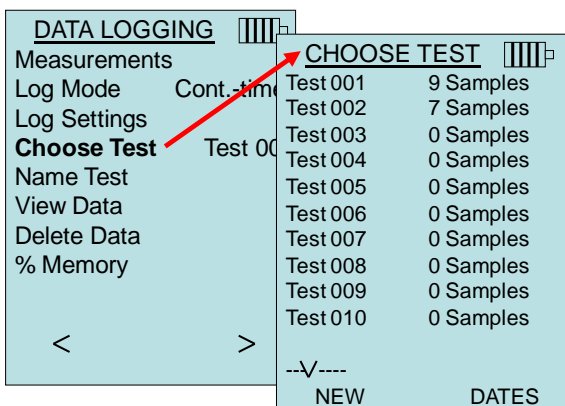 DATA LOGGING
Measurements
Log Mode Cont.-time
Log Settings
Choose Test Test 00
Name Test
View Data
Delete Data
% Memory
< >
CHOOSE TEST
Test 001 9 Samples
Test 002 7 Samples
Test 003 0 Samples
Test 004 0 Samples
Test 005 0 Samples
Test 006 0 Samples
Test 007 0 Samples
Test 008 0 Samples
Test 009 0 Samples
Test 010 0 Samples
--\/----
NEW DATES